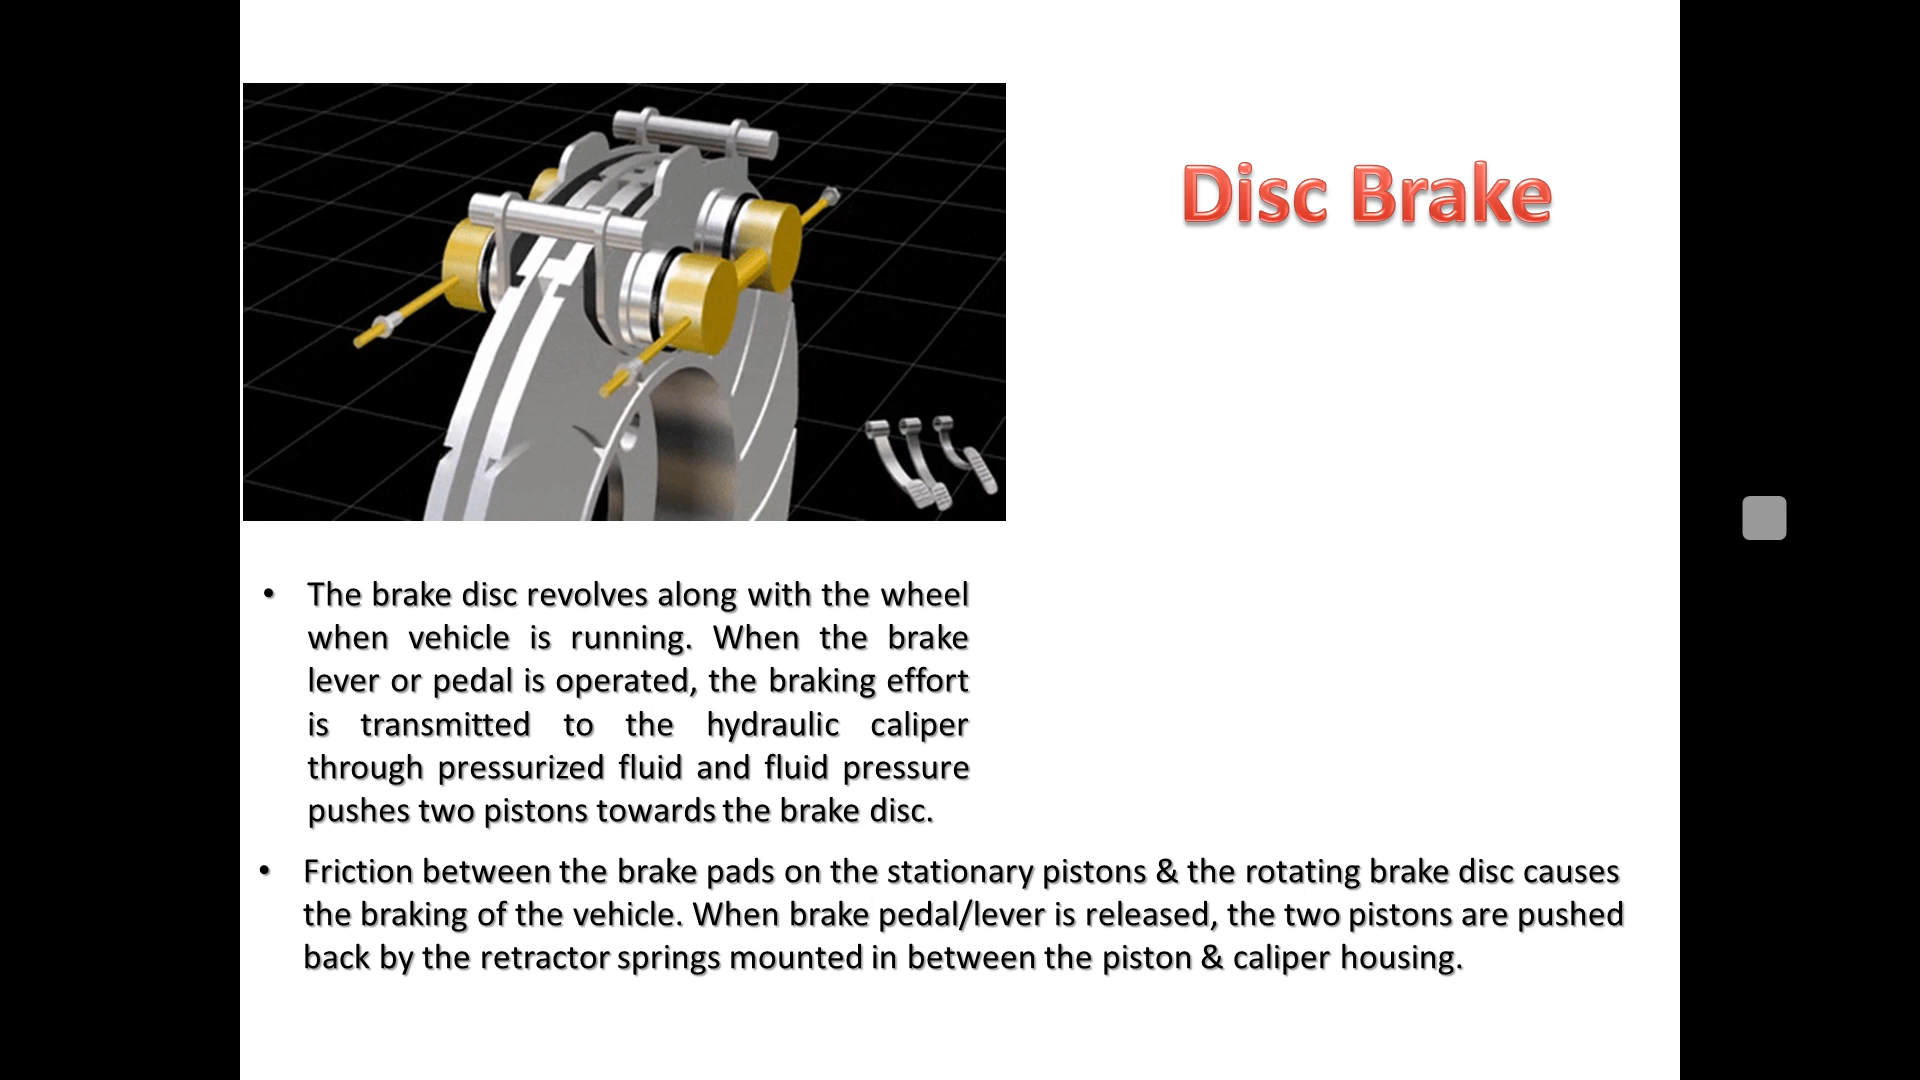 Disc Brake
• The brake disc revolves along with the wheel
when vehicle is running. When the brake
lever or pedal is operated, the braking effort
is transmitted to the hydraulic caliper
through pressurized fluid and fluid pressure
pushes two pistons towards the brake disc.
• Friction between the brake pads on the stationary pistons & the rotating brake disc causes
the braking of the vehicle. When brake pedal/lever is released, the two pistons are pushed
back by the retractor springs mounted in between the piston & caliper housing.